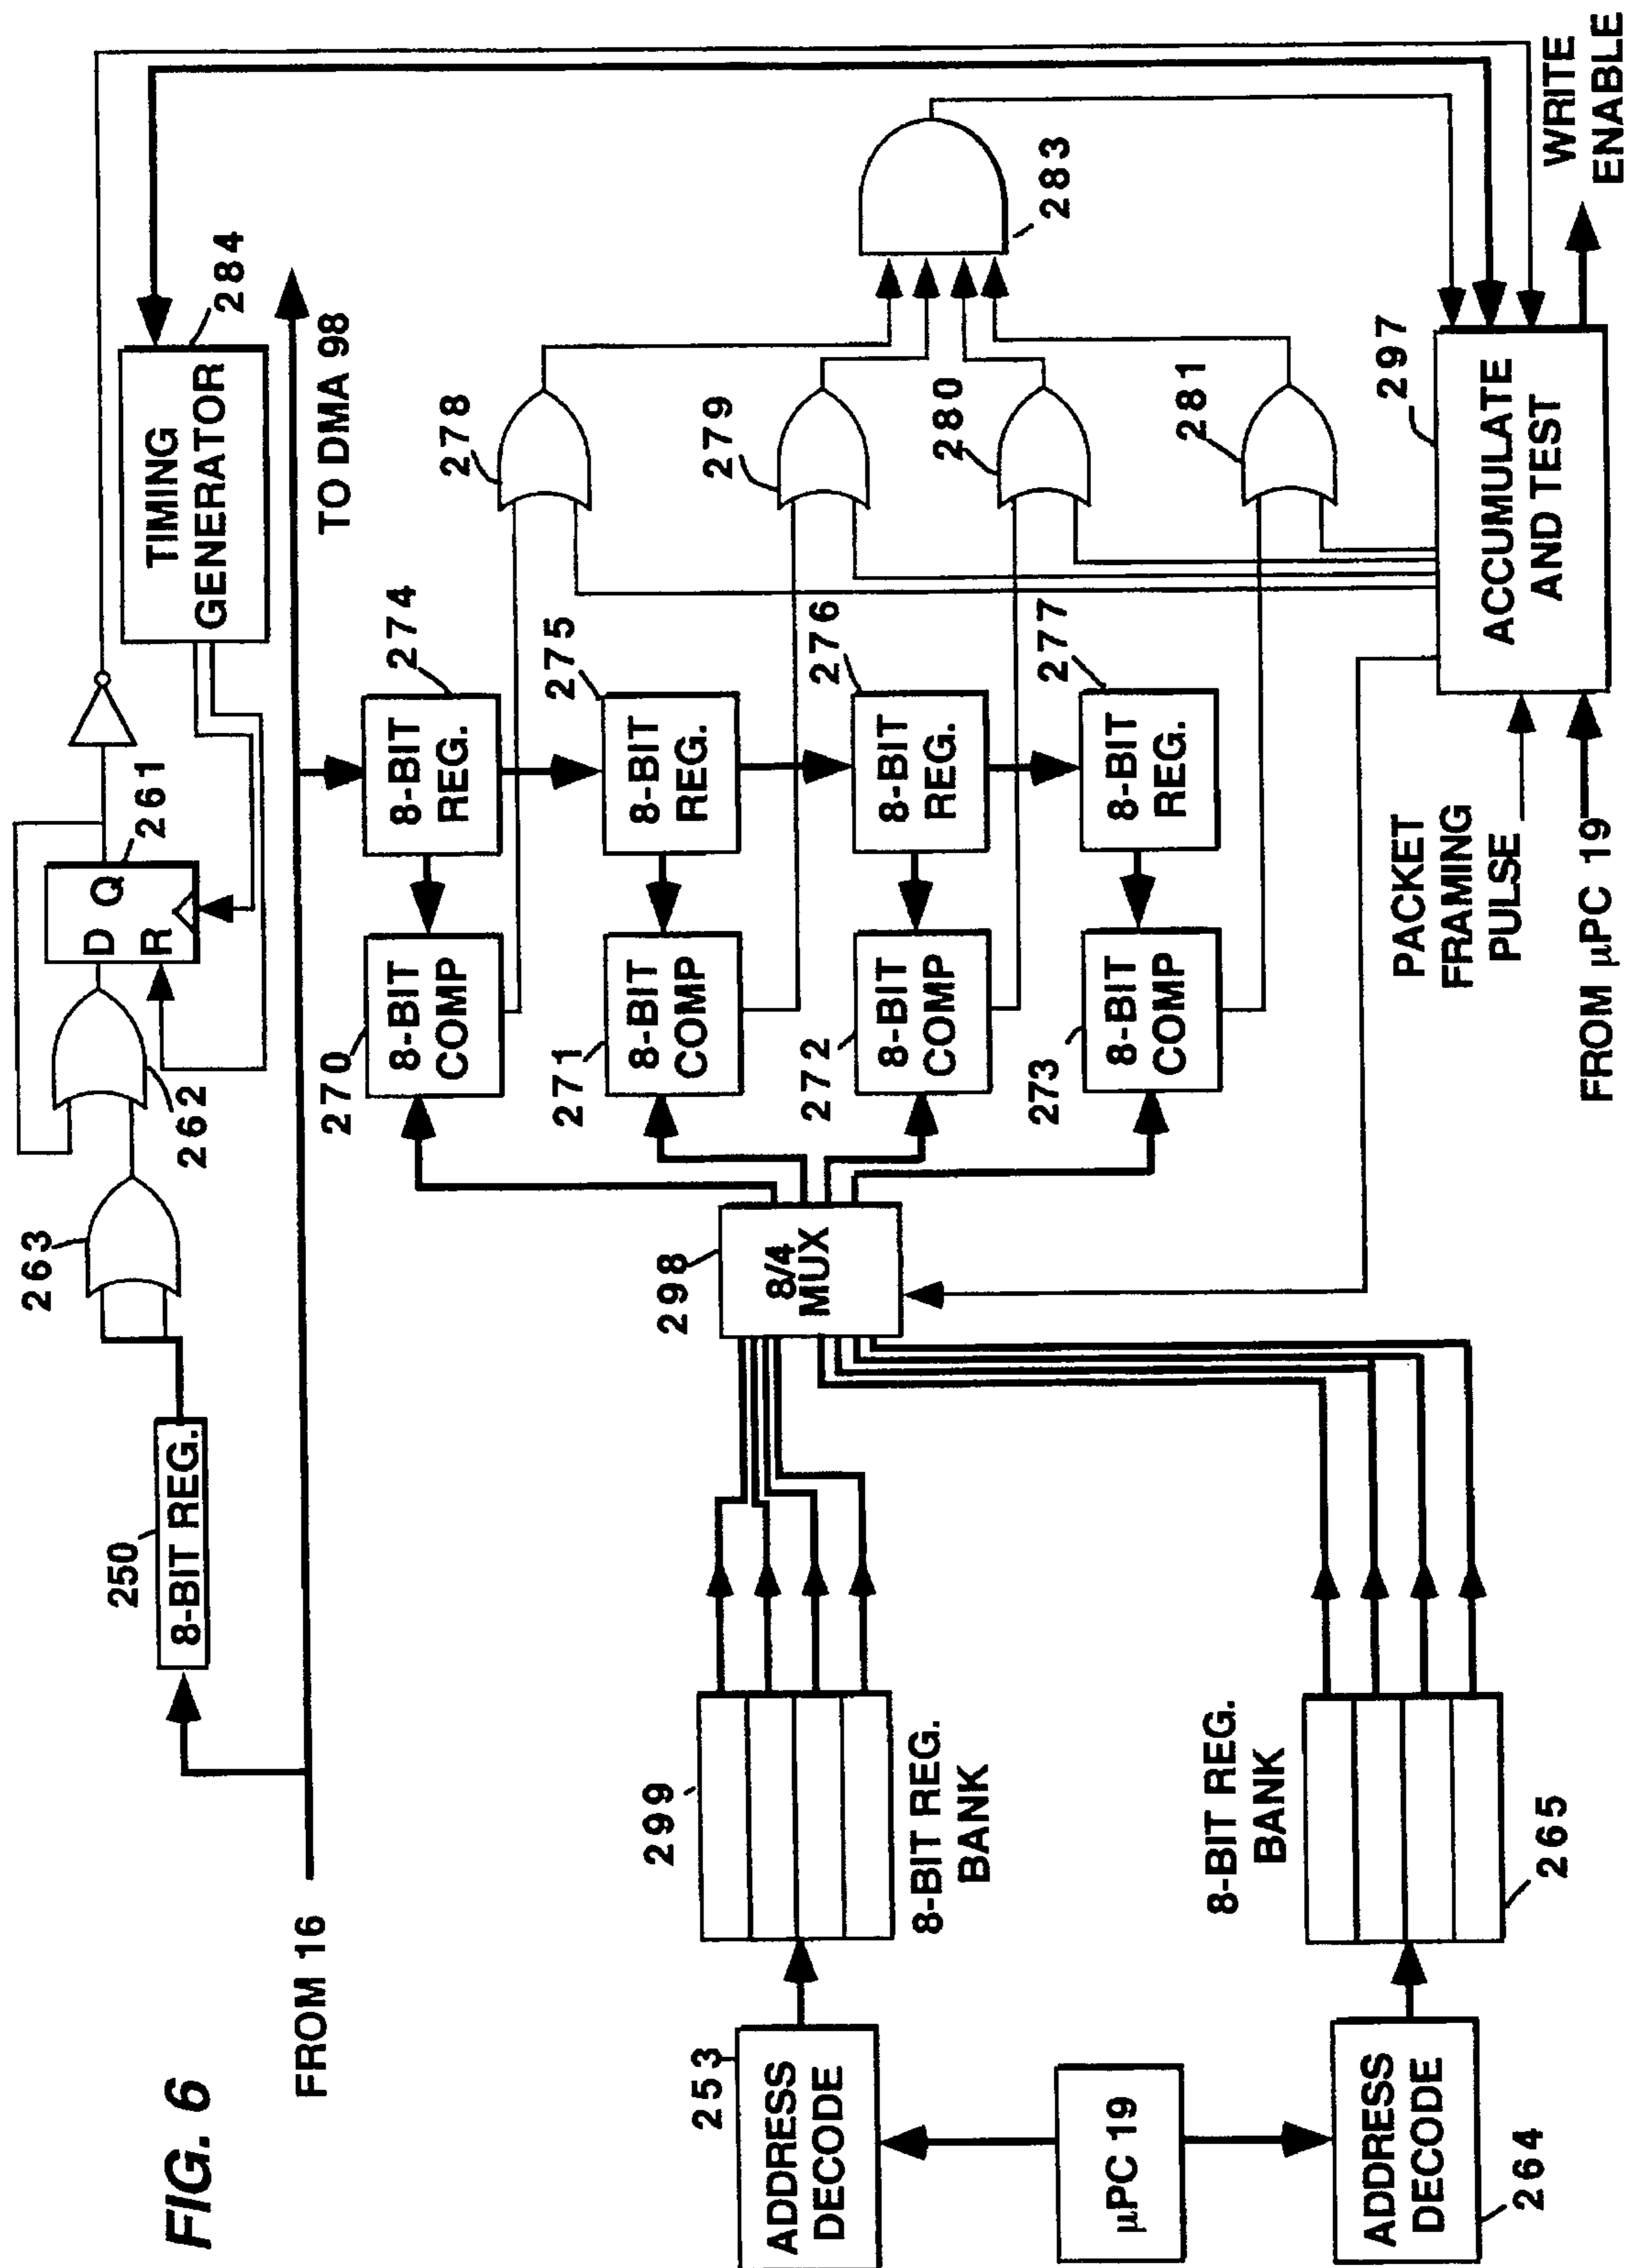 FIG. 6
FROM 16
250
8-BIT REG.
263
262
D Q
R
261
TIMING
GENERATOR
284
TO DMA 98
270
8-BIT
COMP
8-BIT
REG.
274
271
8-BIT
COMP
8-BIT
REG.
275
272
8-BIT
COMP
8-BIT
REG.
276
273
8-BIT
COMP
8-BIT
REG.
277
278
279
280
281
283
298
8/4
MUX
299
8-BIT REG.
BANK
8-BIT REG.
BANK
265
253
ADDRESS
DECODE
µPC 19
ADDRESS
DECODE
264
PACKET
FRAMING
PULSE
FROM µPC 19
ACCUMULATE
AND TEST
297
WRITE
ENABLE